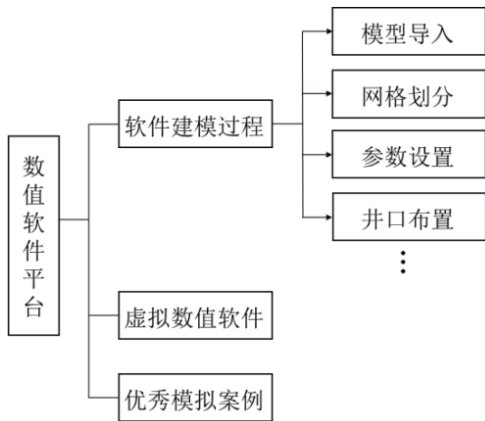 数值软件平台
软件建模过程
模型导入
网格划分
参数设置
井口布置
⋮
虚拟数值软件
优秀模拟案例